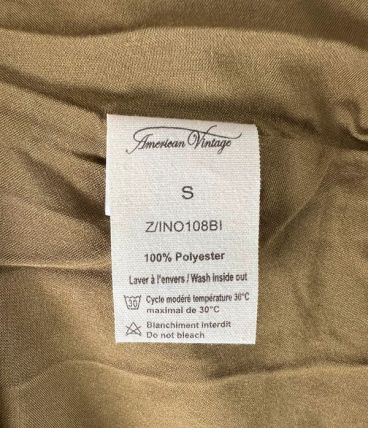 American Vintage
S
Z/INO108BI
100% Polyester
Laver à l'envers / Wash inside out
30 Cycle modéré température 30°C
maximal de 30°C
Blanchiment interdit
Do not bleach